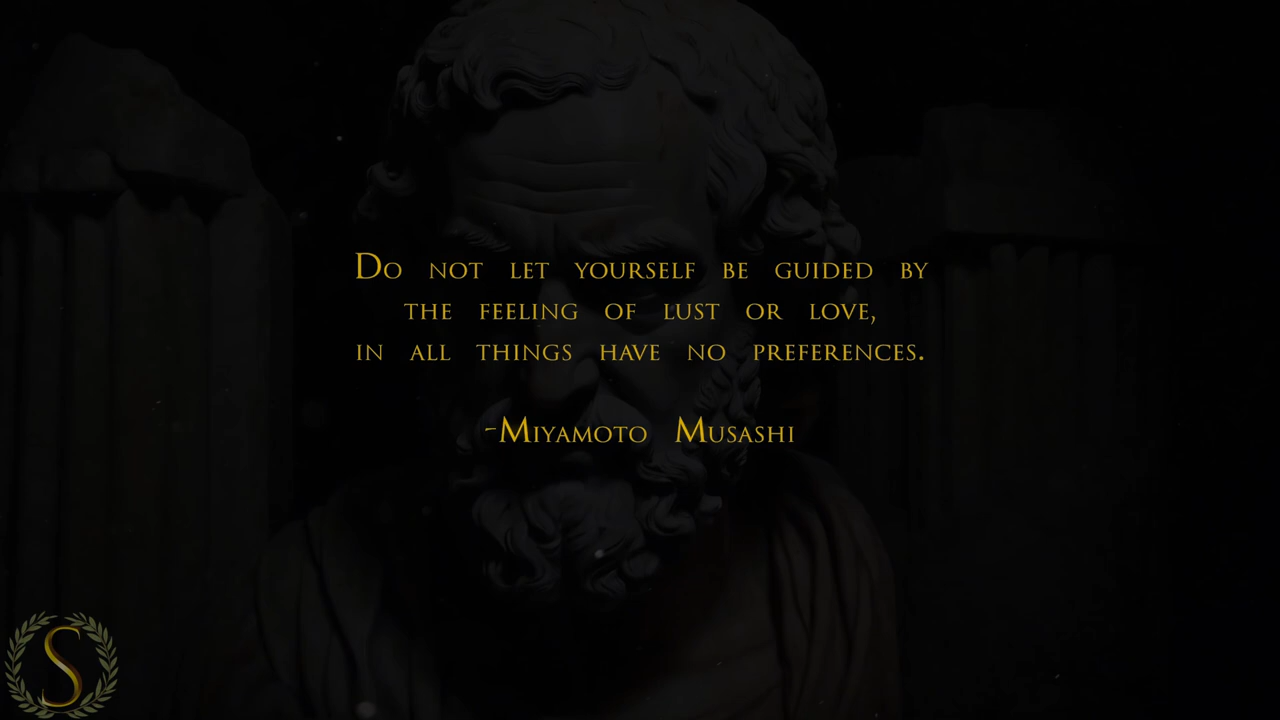 Do not let yourself be guided by
the feeling of lust or love,
in all things have no preferences.
-Miyamoto Musashi
S